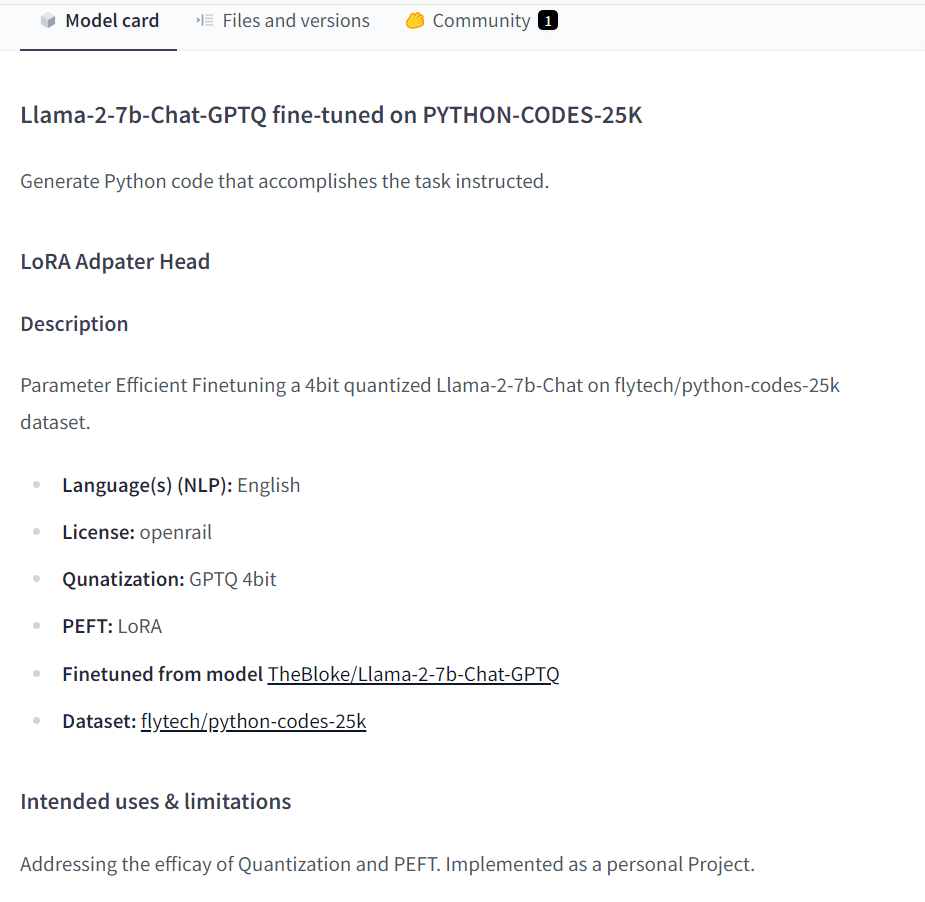 Model card Files and versions Community 1
Llama-2-7b-Chat-GPTQ fine-tuned on PYTHON-CODES-25K
Generate Python code that accomplishes the task instructed.
LoRA Adpater Head
Description
Parameter Efficient Finetuning a 4bit quantized Llama-2-7b-Chat on flytech/python-codes-25k
dataset.
Language(s) (NLP): English
License: openrail
Qunatization: GPTQ 4bit
PEFT: LoRA
Finetuned from model TheBloke/Llama-2-7b-Chat-GPTQ
Dataset: flytech/python-codes-25k
Intended uses & limitations
Addressing the efficay of Quantization and PEFT. Implemented as a personal Project.